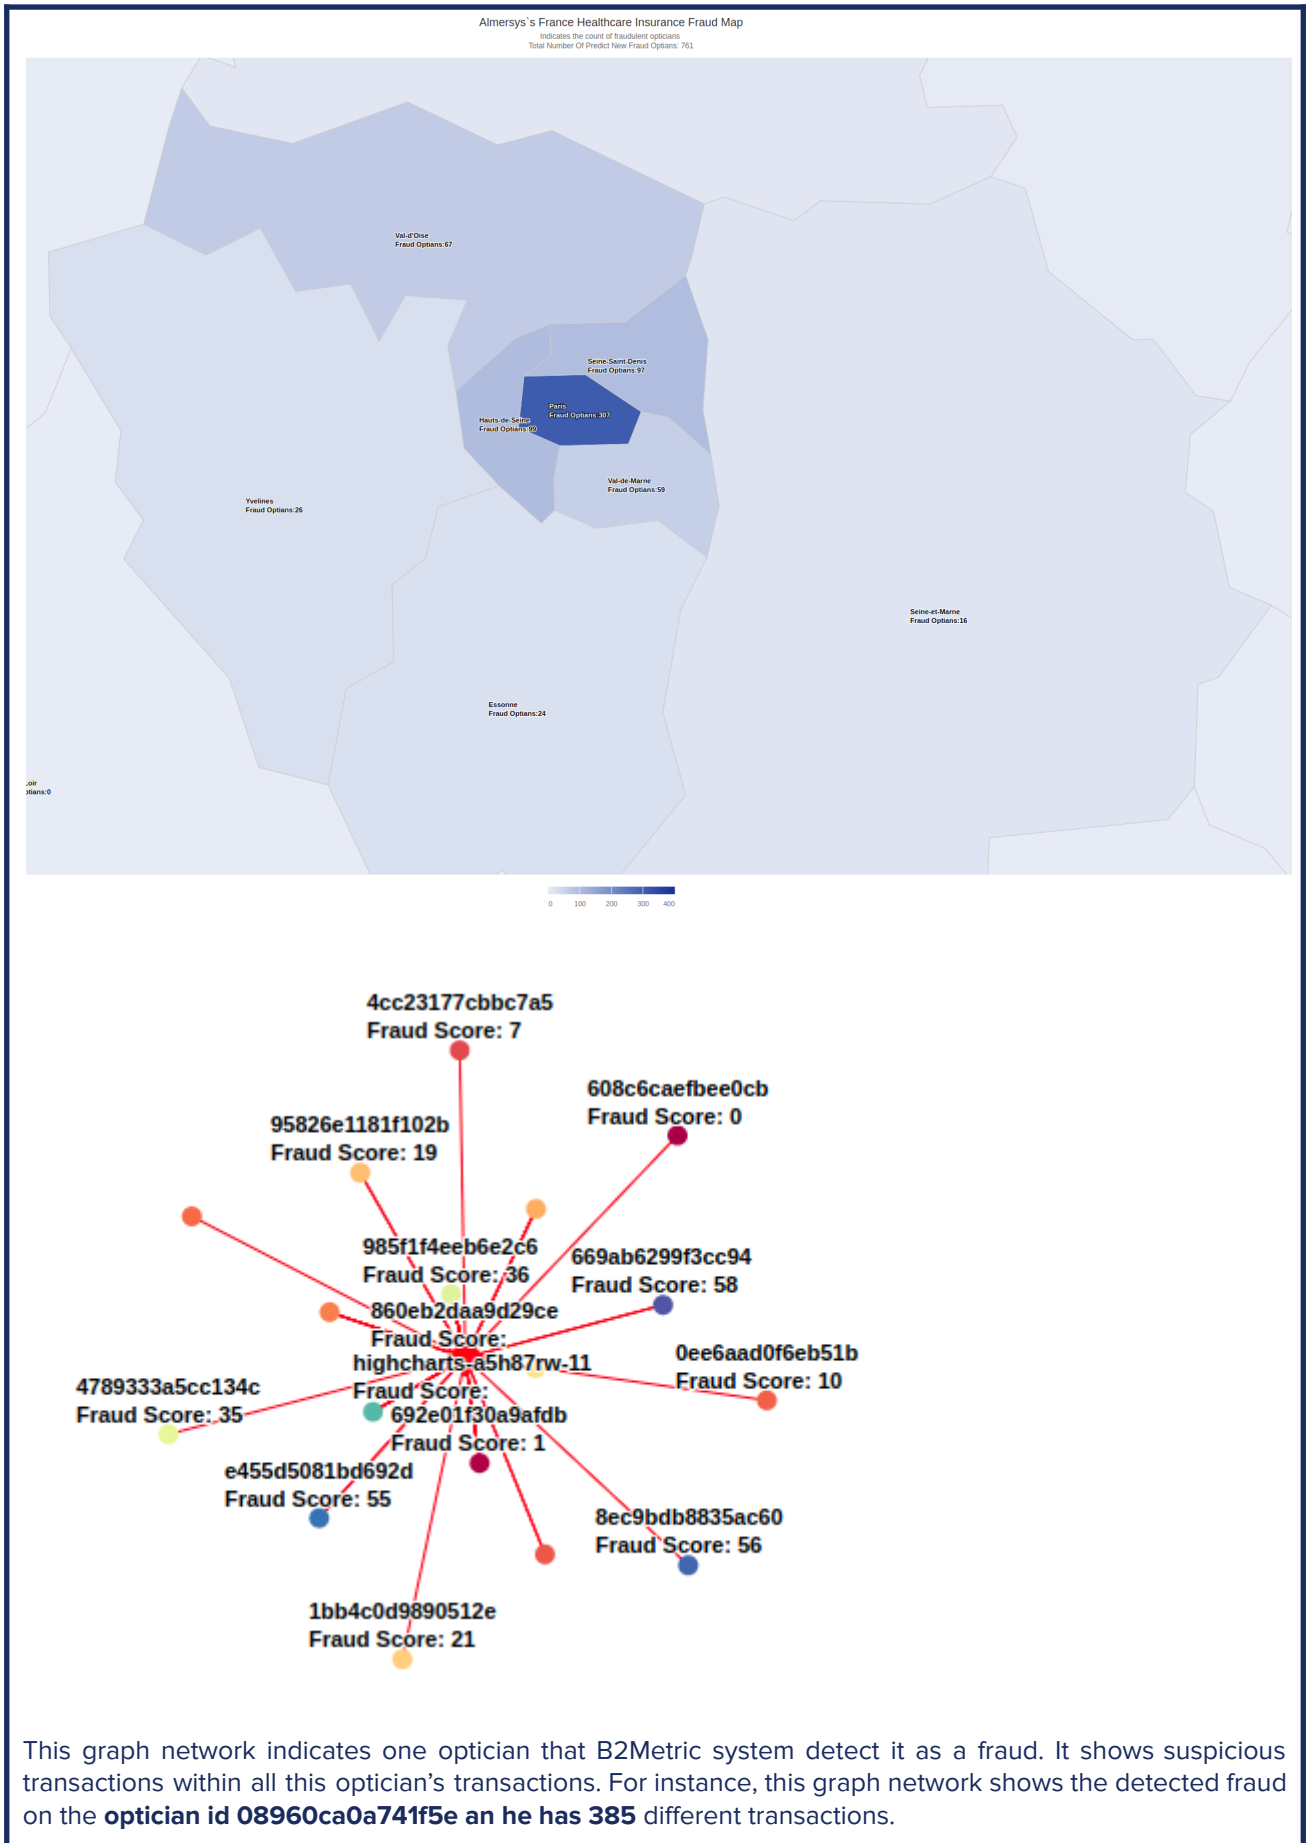 Almersys`s France Healthcare Insurance Fraud Map
Indicates the count of fraudulent opticians
Total Number Of Predict New Fraud Optians: 761
Val-d'Oise
Fraud Optians:67
Seine-Saint-Denis
Fraud Optians:97
Paris
Fraud Optians:307
Hauts-de-Seine
Fraud Optians:99
Val-de-Marne
Fraud Optians:59
Yvelines
Fraud Optians:26
Seine-et-Marne
Fraud Optians:16
Essonne
Fraud Optians:24
.oir
tians:0
0 100 200 300 400
4cc23177cbbc7a5
Fraud Score: 7
608c6caefbee0cb
Fraud Score: 0
95826e1181f102b
Fraud Score: 19
985f1f4eeb6e2c6
Fraud Score: 36
669ab6299f3cc94
Fraud Score: 58
860eb2daa9d29ce
Fraud Score:
highcharts-a5h87rw-11
Fraud Score:
0ee6aad0f6eb51b
Fraud Score: 10
4789333a5cc134c
Fraud Score: 35
692e01f30a9afdb
Fraud Score: 1
e455d5081bd692d
Fraud Score: 55
8ec9bdb8835ac60
Fraud Score: 56
1bb4c0d9890512e
Fraud Score: 21
This graph network indicates one optician that B2Metric system detect it as a fraud. It shows suspicious
transactions within all this optician’s transactions. For instance, this graph network shows the detected fraud
on the optician id 08960ca0a741f5e an he has 385 different transactions.